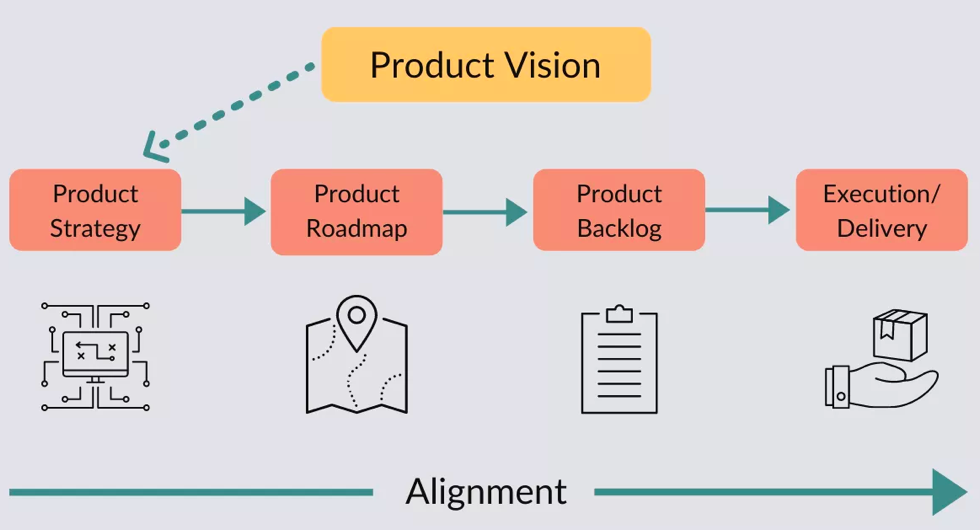 Product Vision
Product
Strategy
Product
Roadmap
Product
Backlog
Execution/
Delivery
Alignment